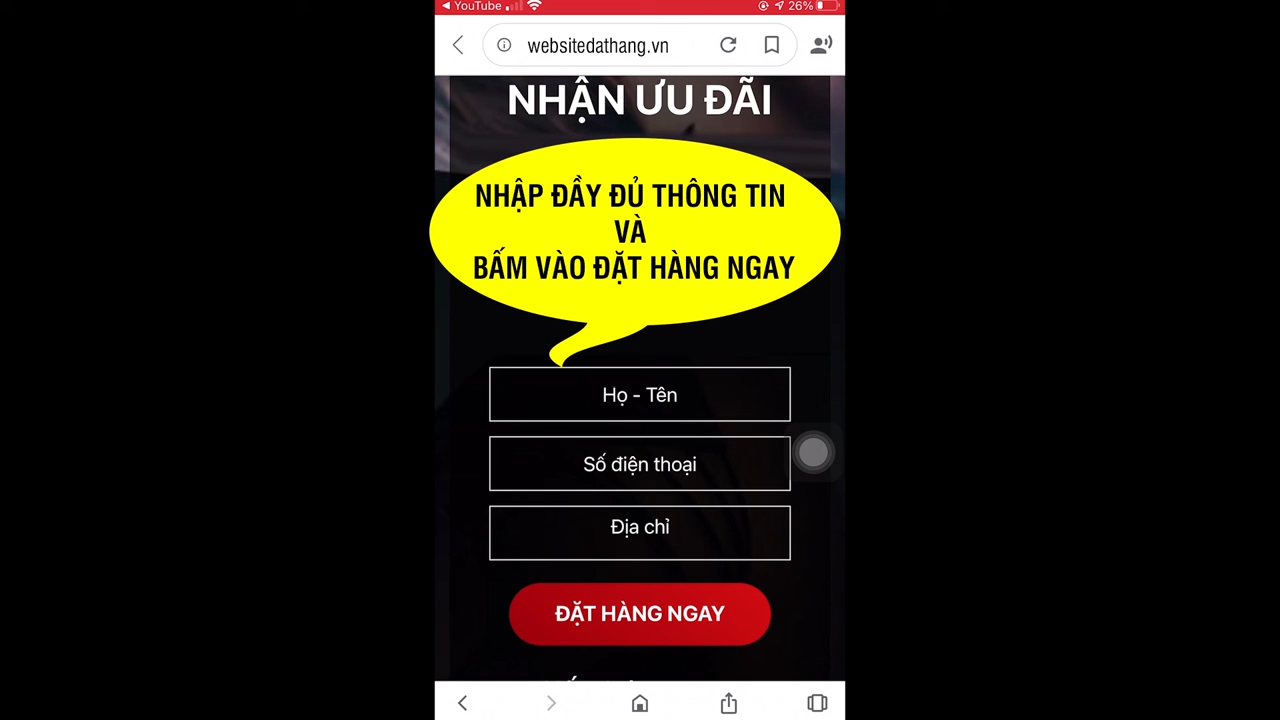 YouTube
26%
websitedathang.vn
NHẬN ƯU ĐÃI
NHẬP ĐẦY ĐỦ THÔNG TIN
VÀ
BẤM VÀO ĐẶT HÀNG NGAY
Họ - Tên
Số điện thoại
Địa chỉ
ĐẶT HÀNG NGAY